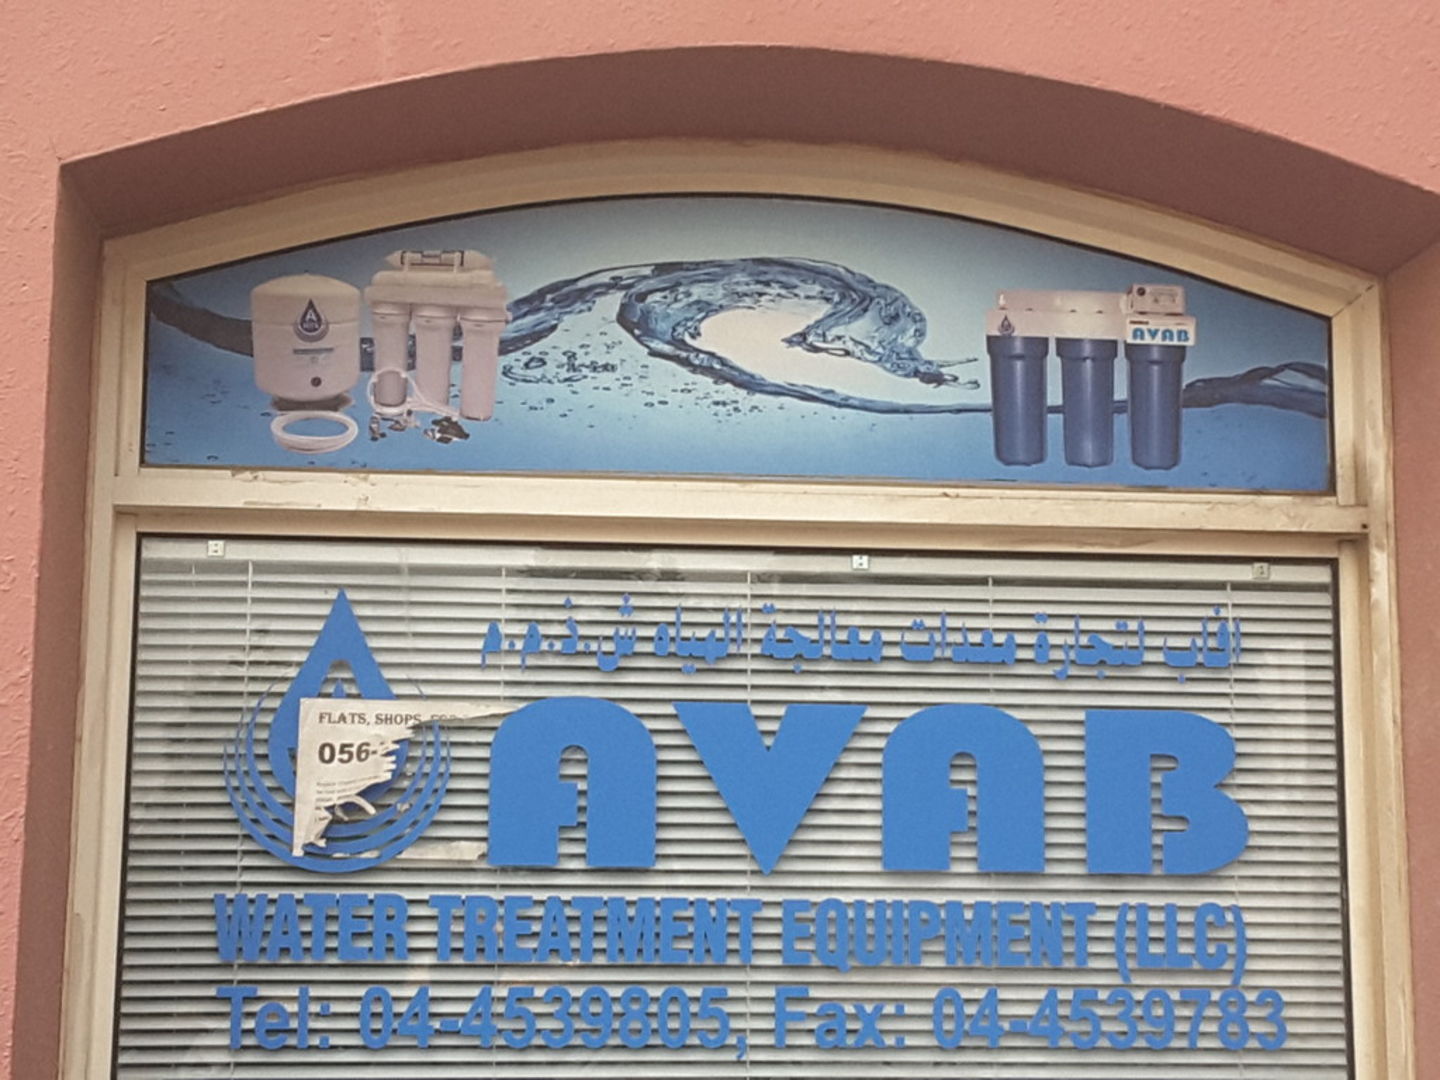 AVAB
افاب لتجارة معدات معالجة المياه ش.ذ.م.م
FLATS, SHOPS,
056-
AVAB
WATER TREATMENT EQUIPMENT (LLC)
Tel: 04-4539805, Fax: 04-4539783